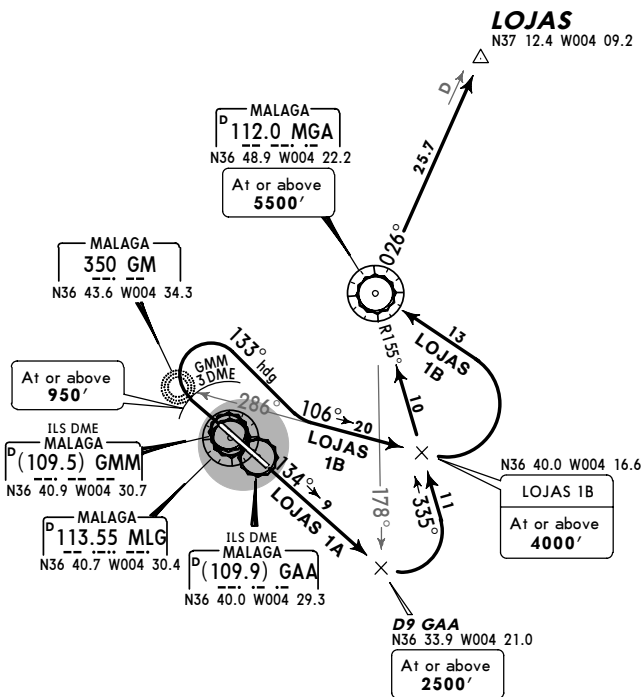 LOJAS
N37 12.4 W004 09.2
D
25.7
MALAGA
D 112.0 MGA
N36 48.9 W004 22.2
At or above
5500'
026°
MALAGA
350 GM
N36 43.6 W004 34.3
133° hdg
GMM
3 DME
R155°
13
LOJAS
1B
At or above
950'
286°
106° 20
LOJAS
1B
10
ILS DME
MALAGA
D (109.5) GMM
N36 40.9 W004 30.7
N36 40.0 W004 16.6
LOJAS 1B
At or above
4000'
134° 9
LOJAS 1A
178°
335°
11
MALAGA
D 113.55 MLG
N36 40.7 W004 30.4
ILS DME
MALAGA
D (109.9) GAA
N36 40.0 W004 29.3
D9 GAA
N36 33.9 W004 21.0
At or above
2500'